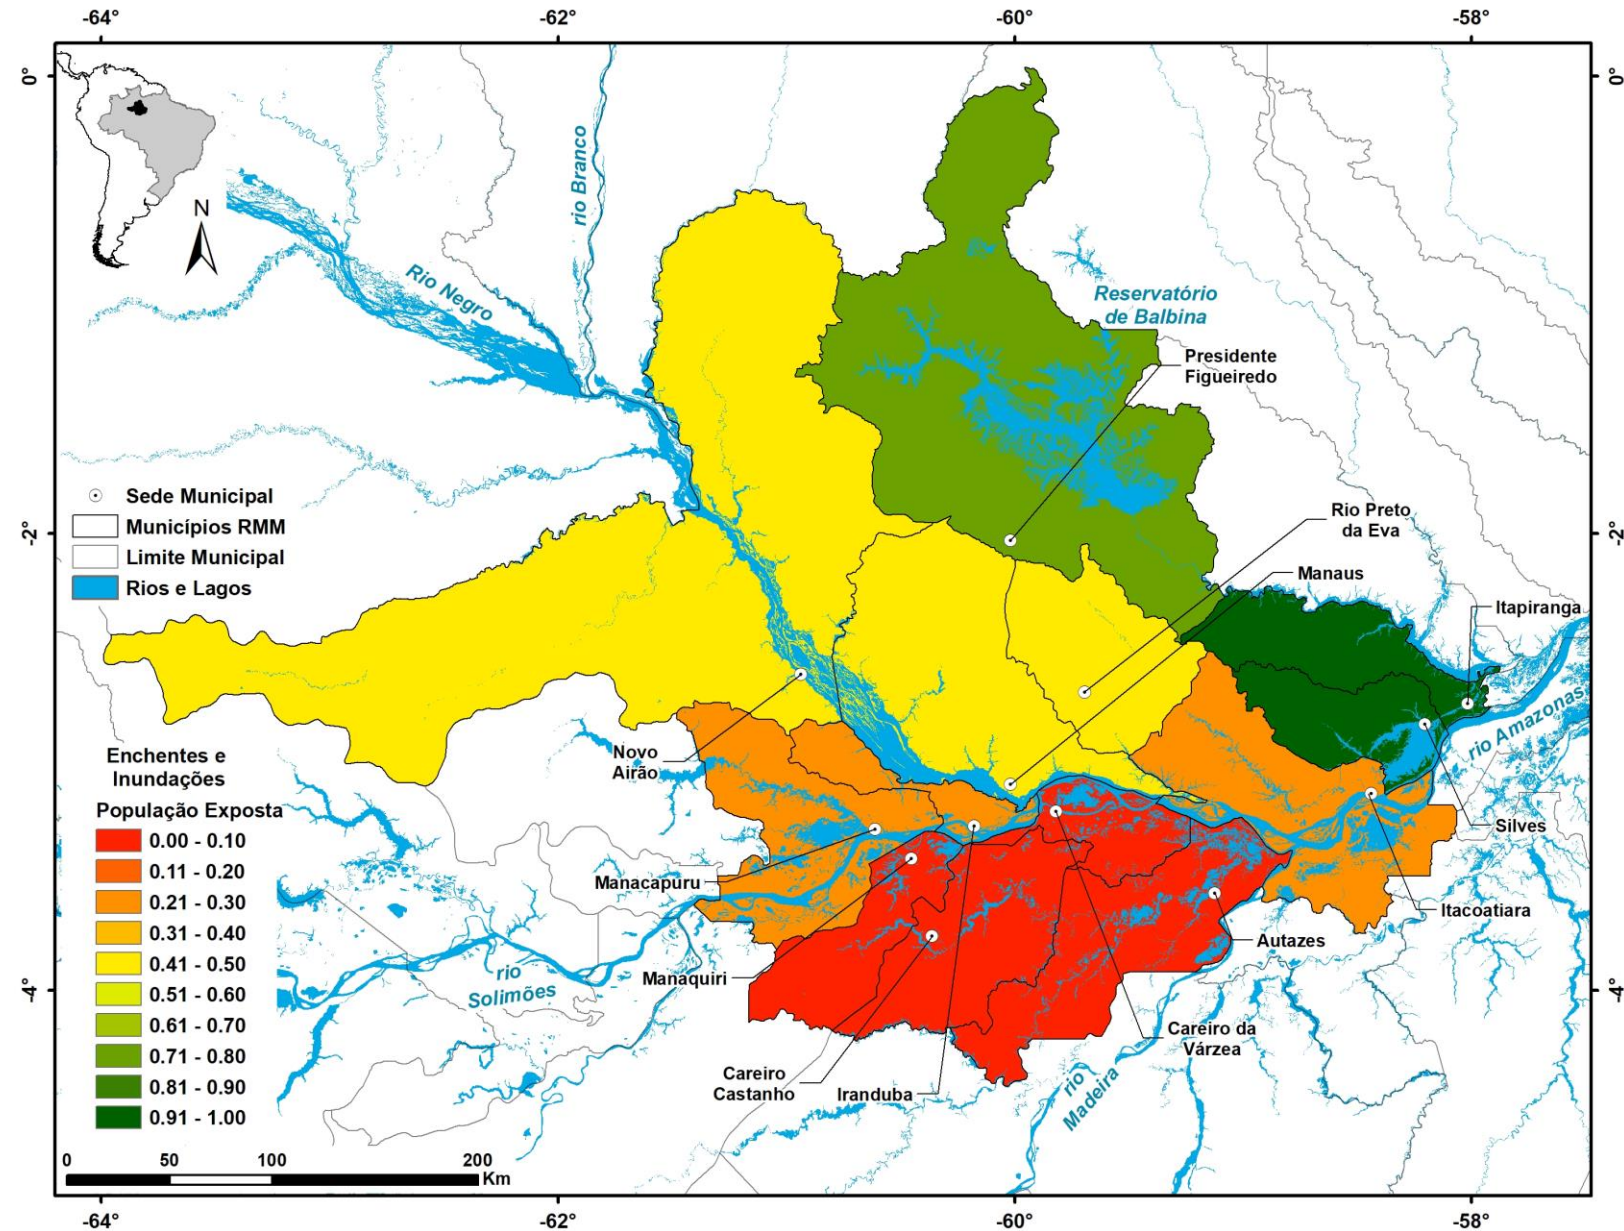 -64°
-62°
-60°
-58°
0°
0°
N
rio Branco
Rio Negro
Reservatório
de Balbina
Presidente
Figueiredo
Sede Municipal
Municípios RMM
Limite Municipal
Rios e Lagos
Rio Preto
da Eva
-2°
-2°
Manaus
Itapiranga
rio Amazonas
Novo
Airão
Enchentes e
Inundações
População Exposta
0.00 - 0.10
0.11 - 0.20
0.21 - 0.30
0.31 - 0.40
0.41 - 0.50
0.51 - 0.60
0.61 - 0.70
0.71 - 0.80
0.81 - 0.90
0.91 - 1.00
Silves
Manacapuru
Itacoatiara
Autazes
Manaquiri
rio
Solimões
-4°
-4°
Careiro da
Várzea
Careiro
Castanho
Iranduba
rio
Madeira
0
50
100
200
Km
-64°
-62°
-60°
-58°